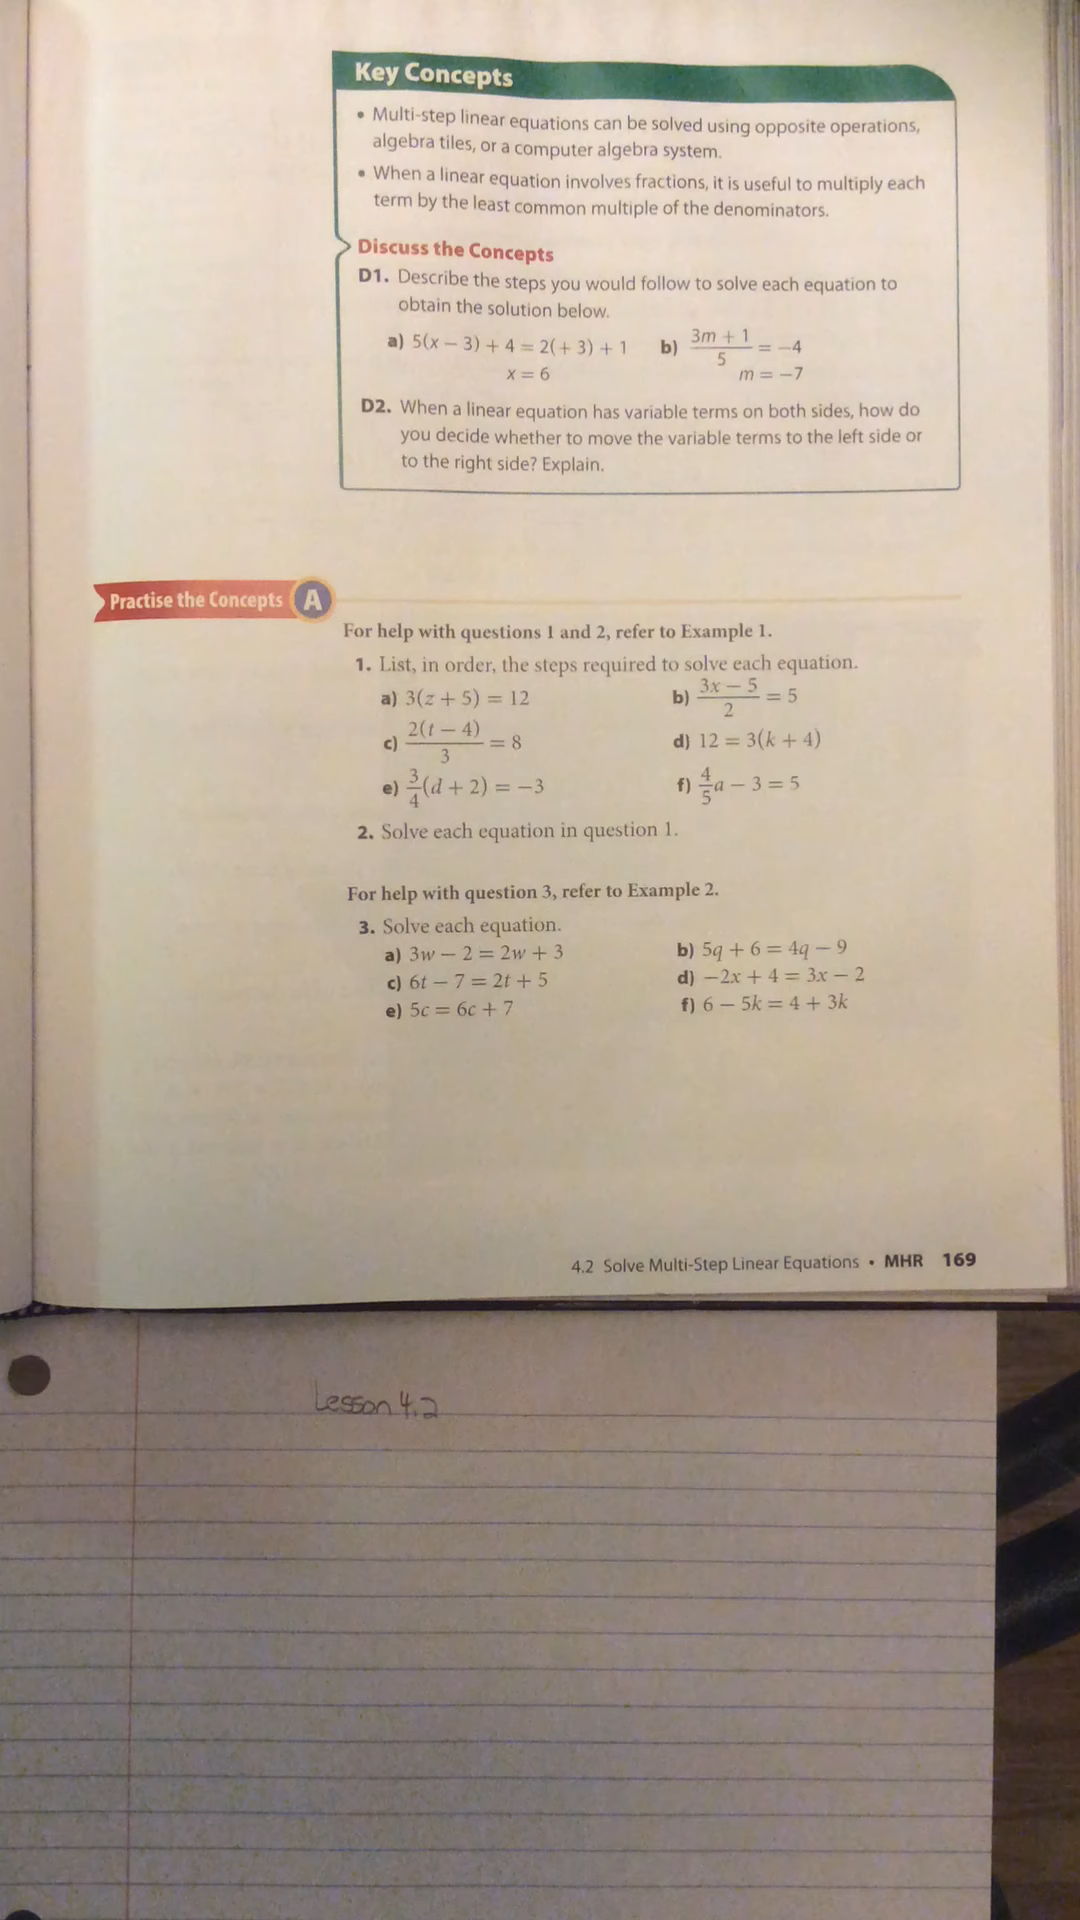 Key Concepts
• Multi-step linear equations can be solved using opposite operations,
algebra tiles, or a computer algebra system.
• When a linear equation involves fractions, it is useful to multiply each
term by the least common multiple of the denominators.
Discuss the Concepts
D1. Describe the steps you would follow to solve each equation to
obtain the solution below.
a) 5(x − 3) + 4 = 2(+ 3) + 1 b) (3m + 1)/5 = −4
x = 6 m = −7
D2. When a linear equation has variable terms on both sides, how do
you decide whether to move the variable terms to the left side or
to the right side? Explain.
Practise the Concepts A
For help with questions 1 and 2, refer to Example 1.
1. List, in order, the steps required to solve each equation.
a) 3(z + 5) = 12 b) (3x − 5)/2 = 5
c) 2(t − 4)/3 = 8 d) 12 = 3(k + 4)
e) 3/4(d + 2) = −3 f) 4/5a − 3 = 5
2. Solve each equation in question 1.
For help with question 3, refer to Example 2.
3. Solve each equation.
a) 3w − 2 = 2w + 3 b) 5q + 6 = 4q − 9
c) 6t − 7 = 2t + 5 d) −2x + 4 = 3x − 2
e) 5c = 6c + 7 f) 6 − 5k = 4 + 3k
4.2 Solve Multi-Step Linear Equations • MHR 169
Lesson 4.2